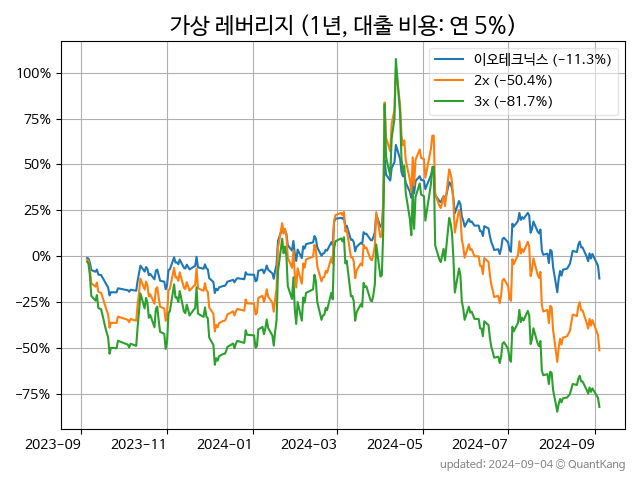 가상 레버리지 (1년, 대출 비용: 연 5%)
이오테크닉스 (-11.3%)
2x (-50.4%)
3x (-81.7%)
100%
75%
50%
25%
0%
-25%
-50%
-75%
2023-09 2023-11 2024-01 2024-03 2024-05 2024-07 2024-09
updated: 2024-09-04 © QuantKang